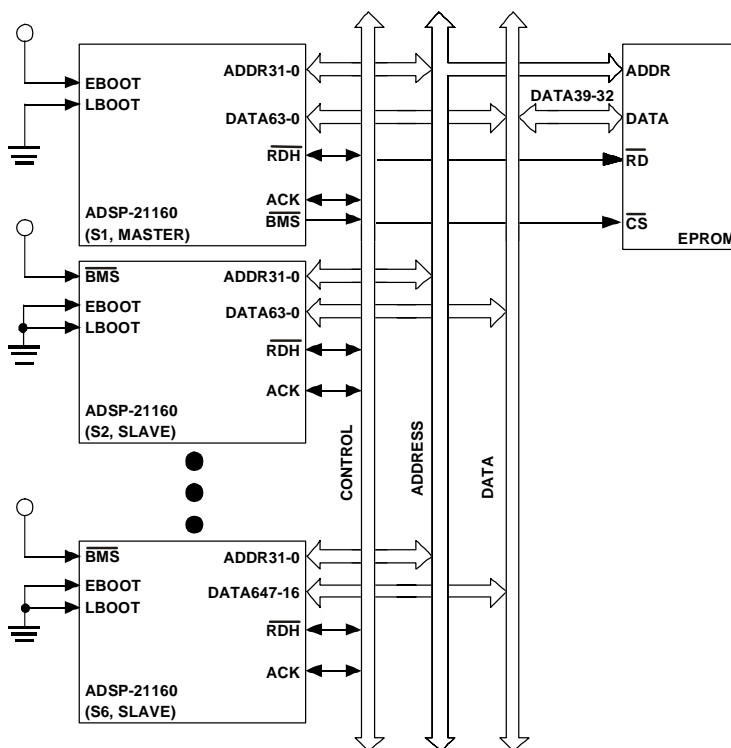 EBOOT
LBOOT
ADDR31-0
DATA63-0
RDH
ACK
BMS
ADSP-21160
(S1, MASTER)
ADDR
DATA39-32
DATA
RD
CS
EPROM
BMS
EBOOT
LBOOT
ADDR31-0
DATA63-0
RDH
ACK
ADSP-21160
(S2, SLAVE)
CONTROL
ADDRESS
DATA
BMS
EBOOT
LBOOT
ADDR31-0
DATA647-16
RDH
ACK
ADSP-21160
(S6, SLAVE)